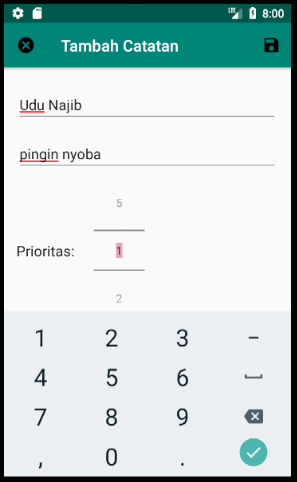 LTE 8:00
Tambah Catatan
Udu Najib
pingin nyoba
5
Prioritas: 1
2
1 2 3 -
4 5 6
7 8 9
, 0 .